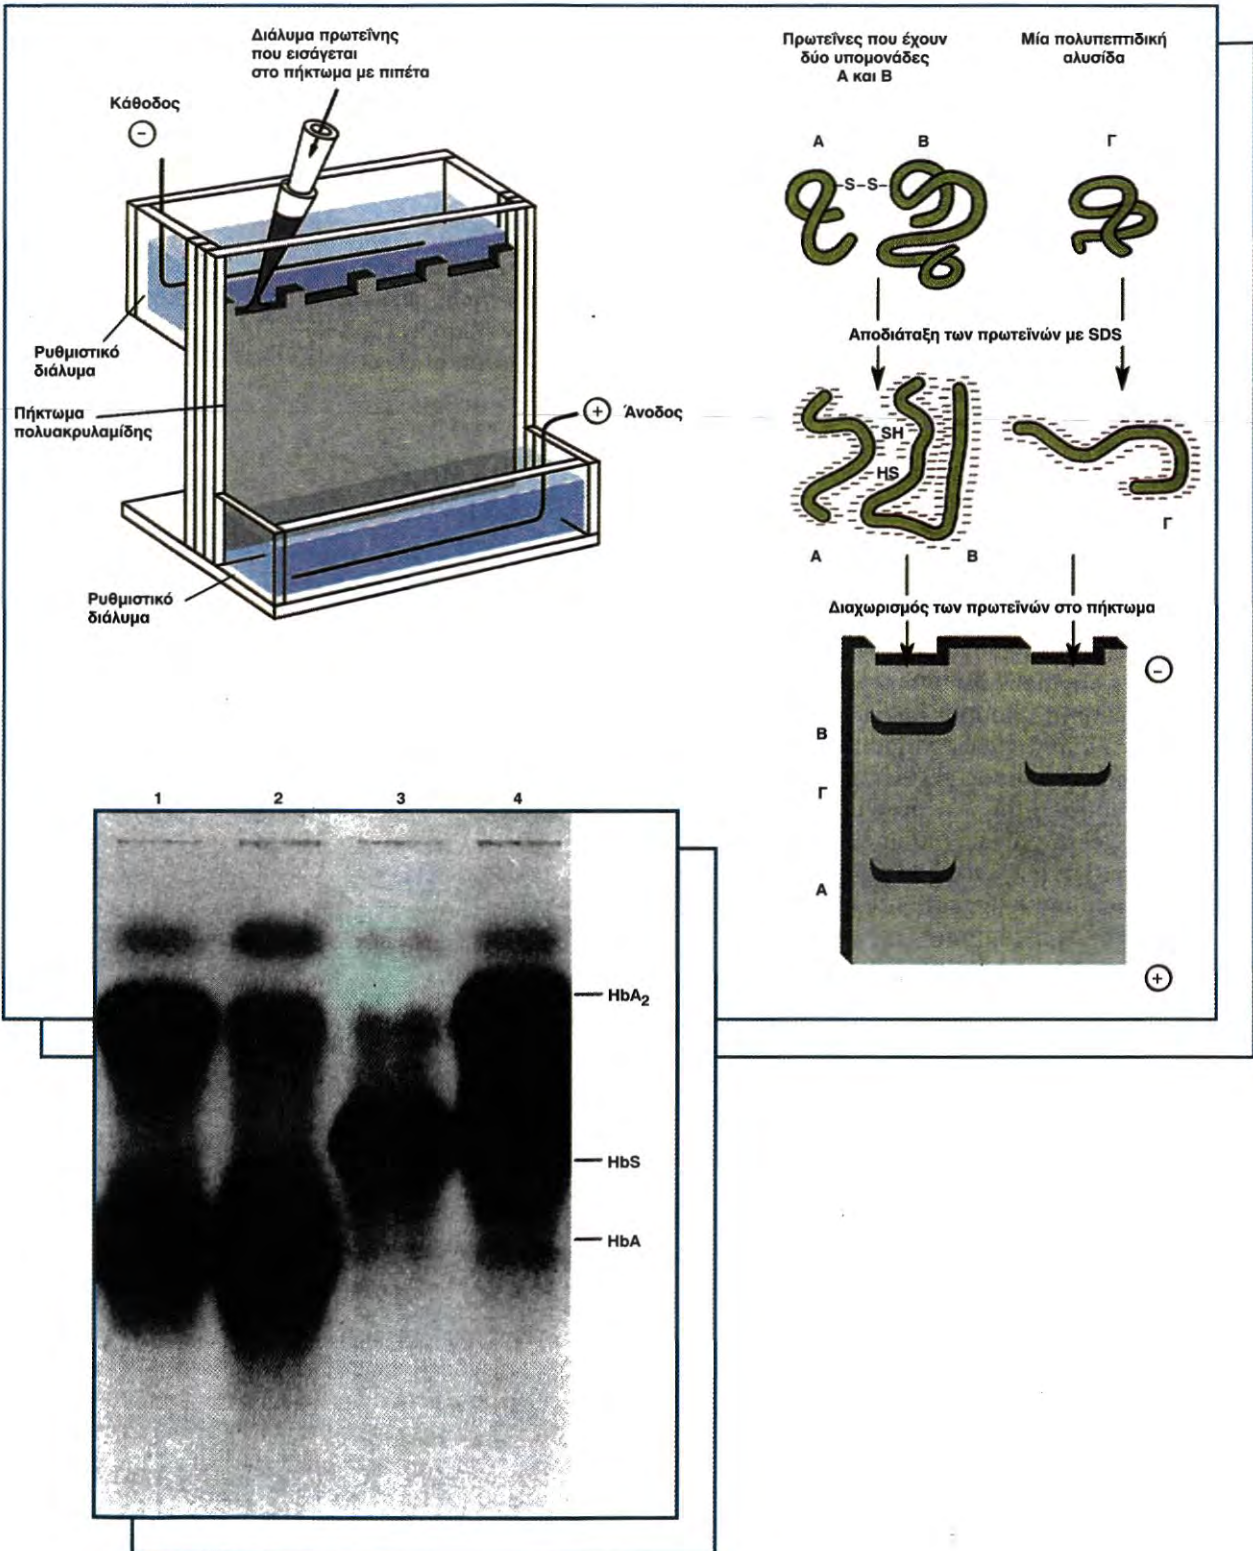 Διάλυμα πρωτεΐνης
που εισάγεται
στο πήκτωμα με πιπέτα
Κάθοδος
−
Ρυθμιστικό
διάλυμα
Πήκτωμα
πολυακρυλαμίδης
+ Άνοδος
Ρυθμιστικό
διάλυμα
Πρωτεΐνες που έχουν
δύο υπομονάδες
Α και Β
Μία πολυπεπτιδική
αλυσίδα
Α
Β
Γ
-S-S-
Αποδιάταξη των πρωτεϊνών με SDS
SH
HS
Α
Β
Γ
Διαχωρισμός των πρωτεϊνών στο πήκτωμα
−
Β
Γ
Α
+
1 2 3 4
HbA₂
HbS
HbA